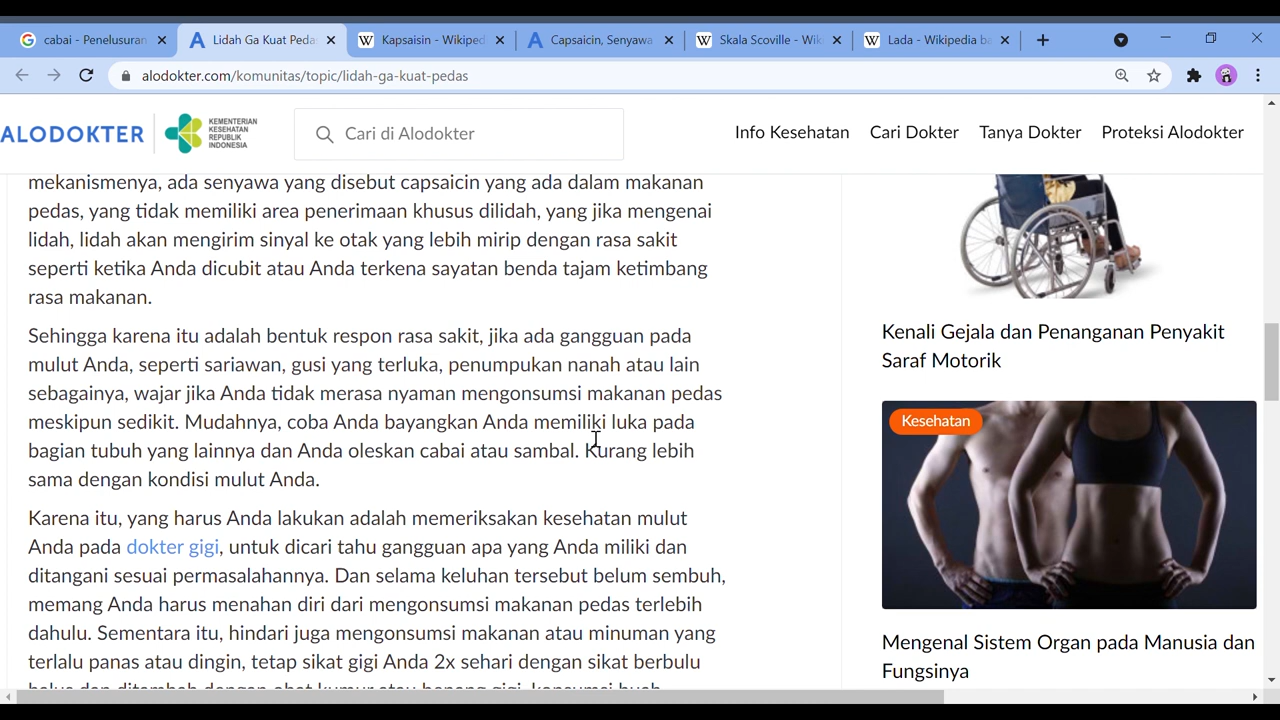 cabai - Penelusuran
Lidah Ga Kuat Peda
Kapsaisin - Wikiped
Capsaicin, Senyawa
Skala Scoville - Wik
Lada - Wikipedia ba
alodokter.com/komunitas/topic/lidah-ga-kuat-pedas
ALODOKTER
KEMENTERIAN
KESEHATAN
REPUBLIK
INDONESIA
Cari di Alodokter
Info Kesehatan
Cari Dokter
Tanya Dokter
Proteksi Alodokter
mekanismenya, ada senyawa yang disebut capsaicin yang ada dalam makanan
pedas, yang tidak memiliki area penerimaan khusus dilidah, yang jika mengenai
lidah, lidah akan mengirim sinyal ke otak yang lebih mirip dengan rasa sakit
seperti ketika Anda dicubit atau Anda terkena sayatan benda tajam ketimbang
rasa makanan.
Sehingga karena itu adalah bentuk respon rasa sakit, jika ada gangguan pada
mulut Anda, seperti sariawan, gusi yang terluka, penumpukan nanah atau lain
sebagainya, wajar jika Anda tidak merasa nyaman mengonsumsi makanan pedas
meskipun sedikit. Mudahnya, coba Anda bayangkan Anda memiliki luka pada
bagian tubuh yang lainnya dan Anda oleskan cabai atau sambal. Kurang lebih
sama dengan kondisi mulut Anda.
Karena itu, yang harus Anda lakukan adalah memeriksakan kesehatan mulut
Anda pada dokter gigi, untuk dicari tahu gangguan apa yang Anda miliki dan
ditangani sesuai permasalahannya. Dan selama keluhan tersebut belum sembuh,
memang Anda harus menahan diri dari mengonsumsi makanan pedas terlebih
dahulu. Sementara itu, hindari juga mengonsumsi makanan atau minuman yang
terlalu panas atau dingin, tetap sikat gigi Anda 2x sehari dengan sikat berbulu
Kenali Gejala dan Penanganan Penyakit
Saraf Motorik
Kesehatan
Mengenal Sistem Organ pada Manusia dan
Fungsinya